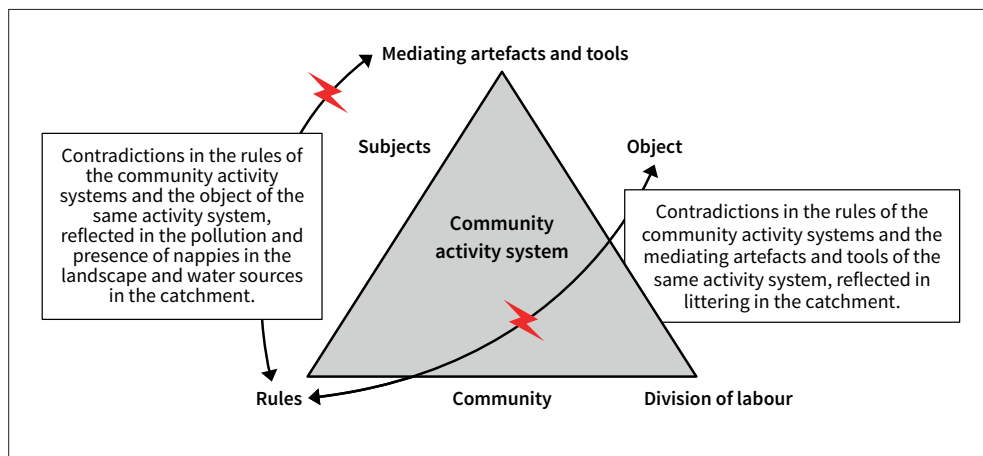 Mediating artefacts and tools
Subjects
Object
Contradictions in the rules of
the community activity
systems and the object of the
same activity system,
reflected in the pollution and
presence of nappies in the
landscape and water sources
in the catchment.
Community
activity system
Contradictions in the rules of the
community activity systems and the
mediating artefacts and tools of the
same activity system, reflected in
littering in the catchment.
Rules
Community
Division of labour